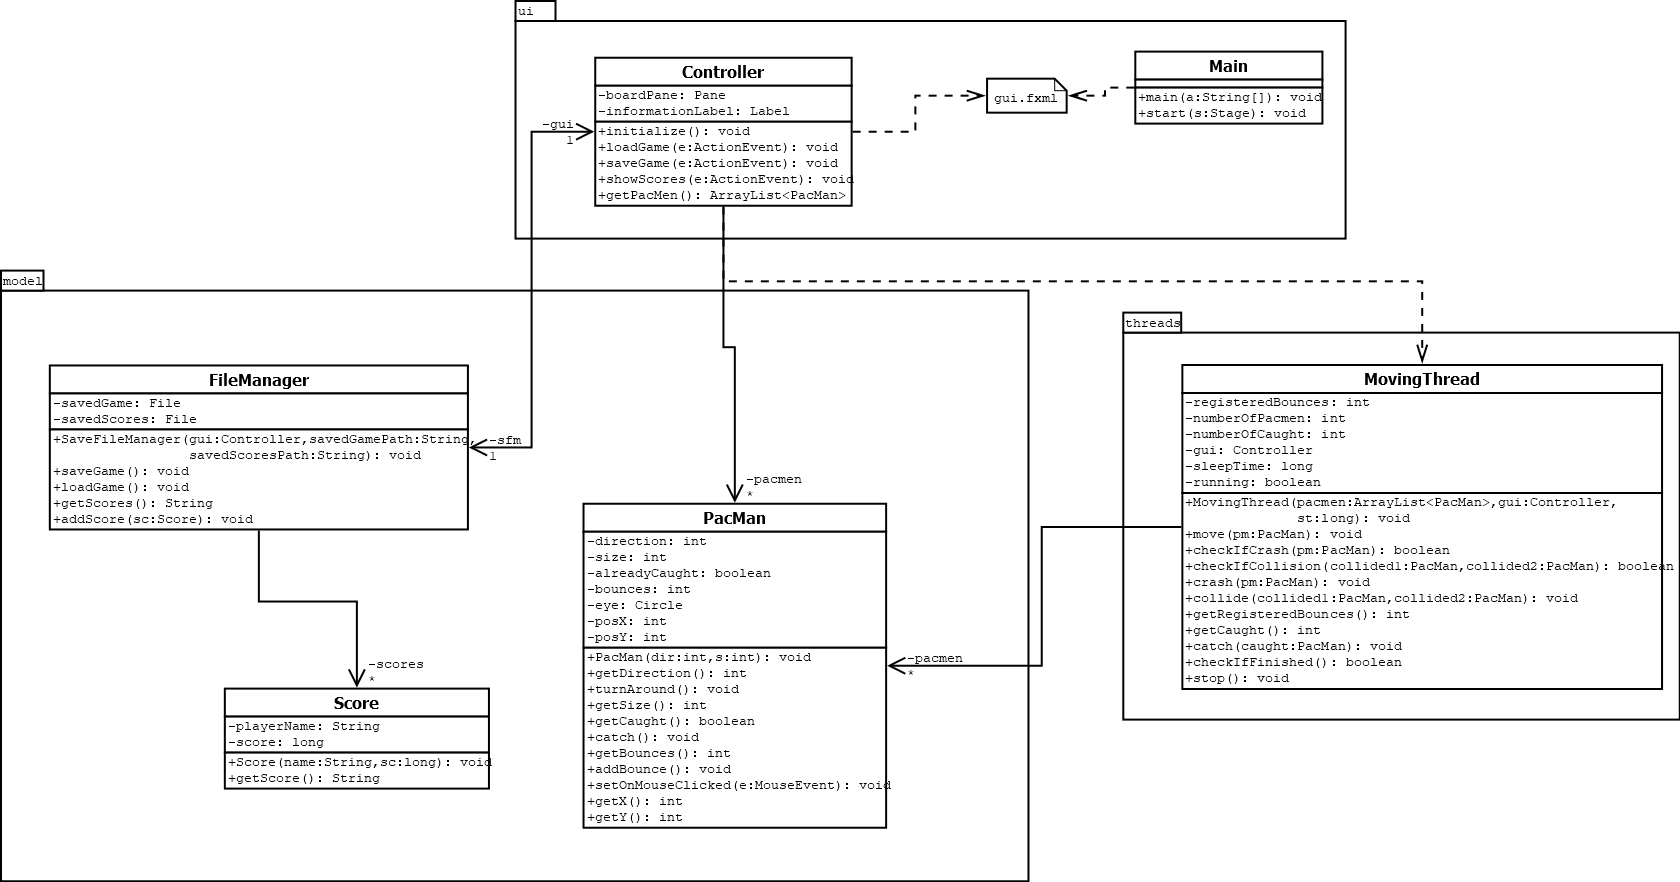 ui
Controller
-boardPane: Pane
-informationLabel: Label
+initialize(): void
+loadGame(e:ActionEvent): void
+saveGame(e:ActionEvent): void
+showScores(e:ActionEvent): void
+getPacMen(): ArrayList<PacMan>
gui.fxml
Main
+main(a:String[]): void
+start(s:Stage): void
-gui
1
model
FileManager
-savedGame: File
-savedScores: File
+SaveFileManager(gui:Controller,savedGamePath:String,
savedScoresPath:String): void
+saveGame(): void
+loadGame(): void
+getScores(): String
+addScore(sc:Score): void
-sfm
1
-scores
*
Score
-playerName: String
-score: long
+Score(name:String,sc:long): void
+getScore(): String
-pacmen
*
PacMan
-direction: int
-size: int
-alreadyCaught: boolean
-bounces: int
-eye: Circle
-posX: int
-posY: int
+PacMan(dir:int,s:int): void
+getDirection(): int
+turnAround(): void
+getSize(): int
+getCaught(): boolean
+catch(): void
+getBounces(): int
+addBounce(): void
+setOnMouseClicked(e:MouseEvent): void
+getX(): int
+getY(): int
-pacmen
*
threads
MovingThread
-registeredBounces: int
-numberOfPacmen: int
-numberOfCaught: int
-gui: Controller
-sleepTime: long
-running: boolean
+MovingThread(pacmen:ArrayList<PacMan>,gui:Controller,
st:long): void
+move(pm:PacMan): void
+checkIfCrash(pm:PacMan): boolean
+checkIfCollision(collided1:PacMan,collided2:PacMan): boolean
+crash(pm:PacMan): void
+collide(collided1:PacMan,collided2:PacMan): void
+getRegisteredBounces(): int
+getCaught(): int
+catch(caught:PacMan): void
+checkIfFinished(): boolean
+stop(): void